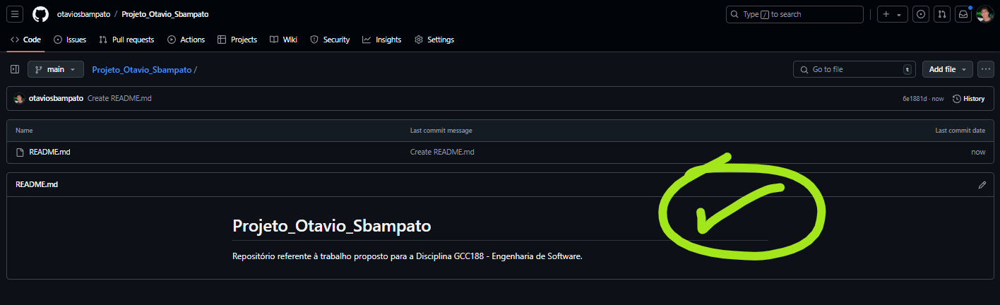 otaviosbampato / Projeto_Otavio_Sbampato
Type / to search
Code Issues Pull requests Actions Projects Wiki Security Insights Settings
main Projeto_Otavio_Sbampato / Go to file t Add file
otaviosbampato Create README.md 6e1881d · now History
Name Last commit message Last commit date
README.md Create README.md now
README.md
Projeto_Otavio_Sbampato
Repositório referente à trabalho proposto para a Disciplina GCC188 - Engenharia de Software.